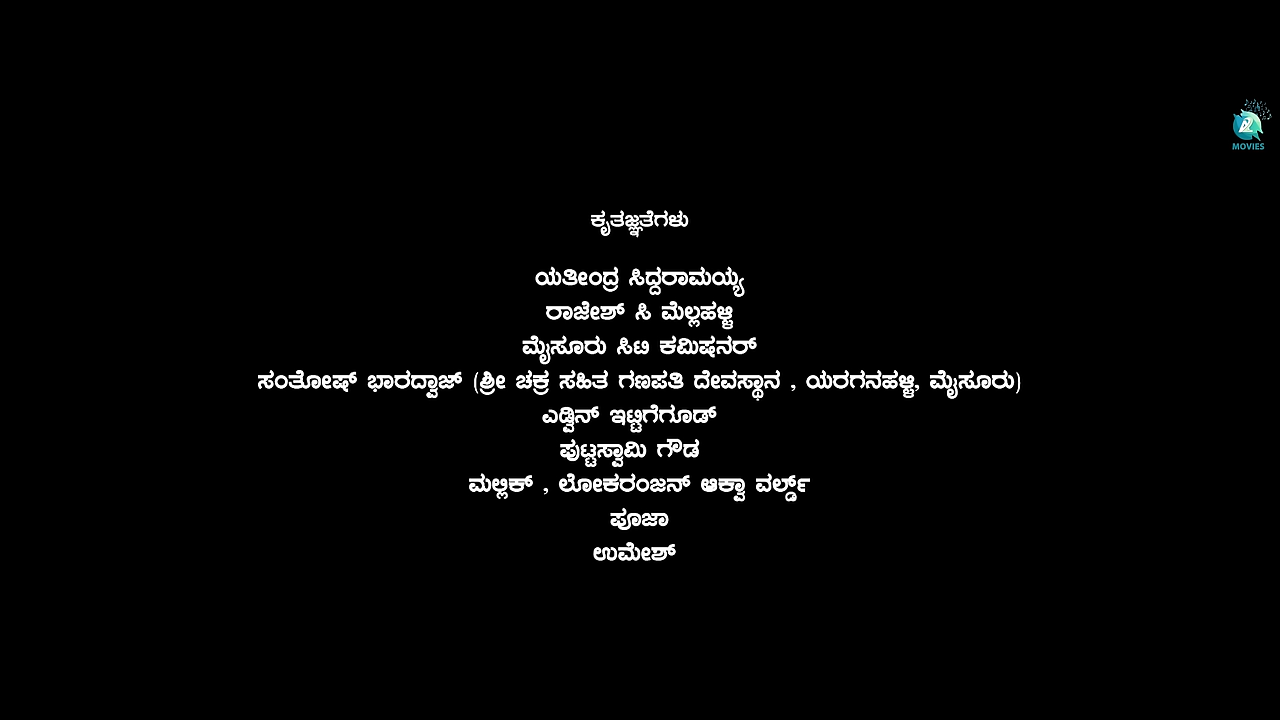 MOVIES
ಕೃತಜ್ಞತೆಗಳು
ಯತೀಂದ್ರ ಸಿದ್ದರಾಮಯ್ಯ
ರಾಜೇಶ್ ಸಿ ಮೆಲ್ಲಹಳ್ಳಿ
ಮೈಸೂರು ಸಿಟಿ ಕಮಿಷನರ್
ಸಂತೋಷ್ ಭಾರದ್ವಾಜ್ (ಶ್ರೀ ಚಕ್ರ ಸಹಿತ ಗಣಪತಿ ದೇವಸ್ಥಾನ , ಯರಗನಹಳ್ಳಿ, ಮೈಸೂರು)
ಎಡ್ವಿನ್ ಇಟ್ಟಿಗೆಗೂಡ್
ಪುಟ್ಟಸ್ವಾಮಿ ಗೌಡ
ಮಲ್ಲಿಕ್ , ಲೋಕರಂಜನ್ ಆಕ್ವಾ ವರ್ಲ್ಡ್
ಪೂಜಾ
ಉಮೇಶ್